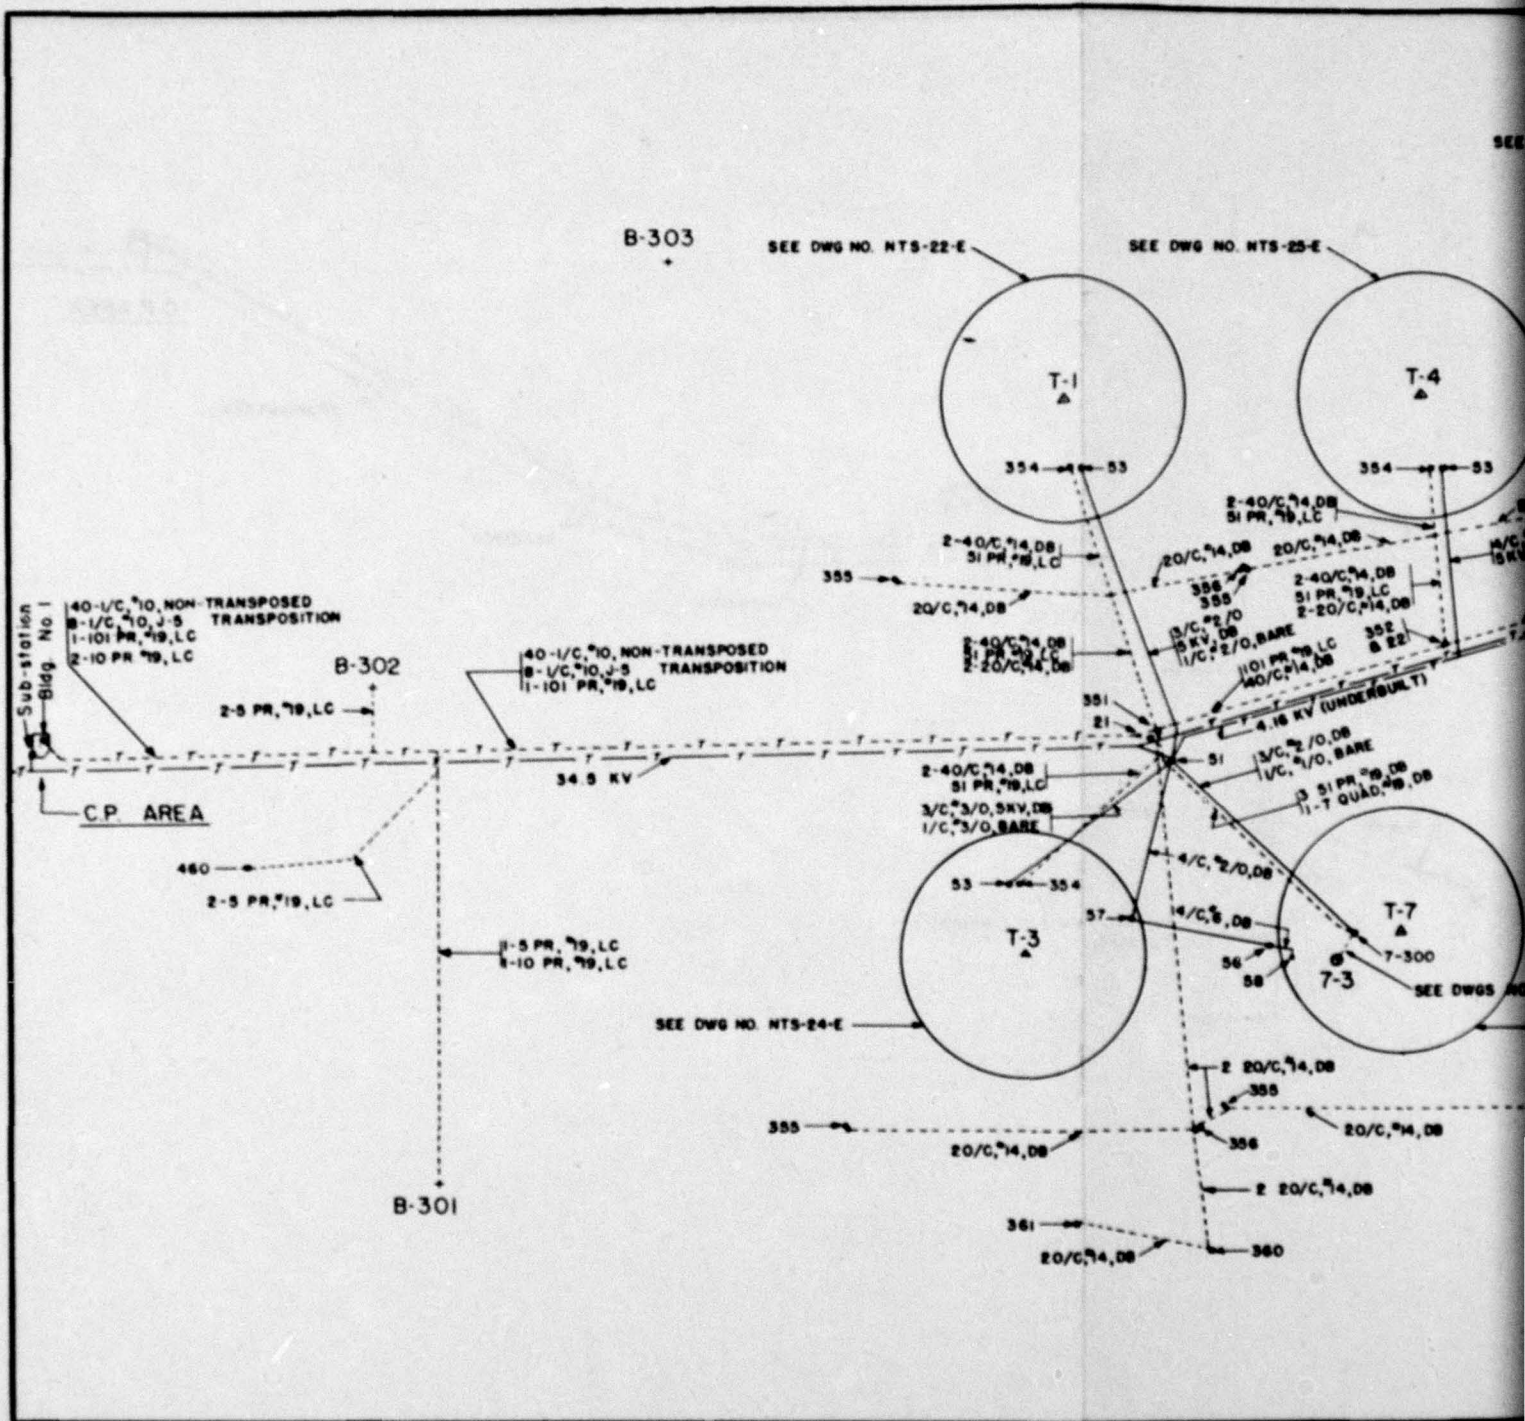 SEE
B-303
SEE DWG NO. NTS-22-E
SEE DWG NO. NTS-25-E
T-1
T-4
354
53
354
53
2-40/C,#14,DB
51 PR,#19,LC
2-40/C,#14,DB
51 PR,#19,LC
20/C,#14,DB
20/C,#14,DB
355
20/C,#14,DB
356
355
2-40/C,#14,DB
51 PR,#19,LC
2-20/C,#14,DB
352
B 22
Sub-station
Bldg. No. 1
40-1/C,#10, NON-TRANSPOSED
8-1/C,#10, J-5 TRANSPOSITION
1-101 PR,#19, LC
2-10 PR #19, LC
B-302
2-5 PR,#19, LC
40-1/C,#10, NON-TRANSPOSED
8-1/C,#10, J-5 TRANSPOSITION
1-101 PR,#19, LC
2-40/C,#14,DB
51 PR,#19,LC
2-20/C,#14,DB
3/C,#2/0
5 KV,DB
1/C,#2/0,BARE
101 PR,#19,LC
40/C,#14,DB
4.16 KV (UNDERBUILT)
351
21
51
34.5 KV
2-40/C,#14,DB
51 PR,#19,LC
3/C,#2/0,DB
1/C,#1/0,BARE
3 51 PR,#19,DB
1-7 QUAD,#19,DB
C.P. AREA
3/C,#3/0,5KV,DB
1/C,#3/0,BARE
460
2-5 PR,#19, LC
53
354
4/C,#2/0,DB
57
4/C,#6,DB
T-3
T-7
56
58
7-300
7-3
SEE DWGS
1-5 PR,#19, LC
1-10 PR,#19, LC
SEE DWG NO. NTS-24-E
2 20/C,#14,DB
355
355
20/C,#14,DB
356
20/C,#14,DB
B-301
2 20/C,#14,DB
361
20/C,#14,DB
360